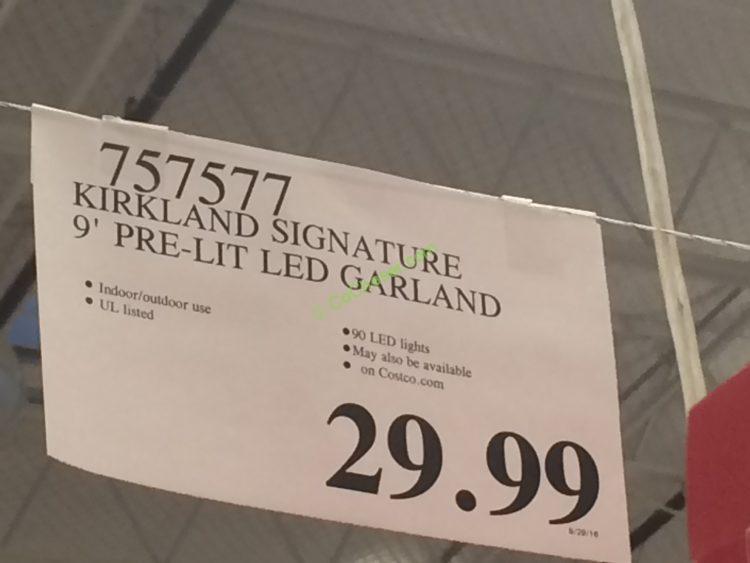 757577
KIRKLAND SIGNATURE
9' PRE-LIT LED GARLAND
• Indoor/outdoor use
• UL listed
• 90 LED lights
• May also be available
• on Costco.com
29.99